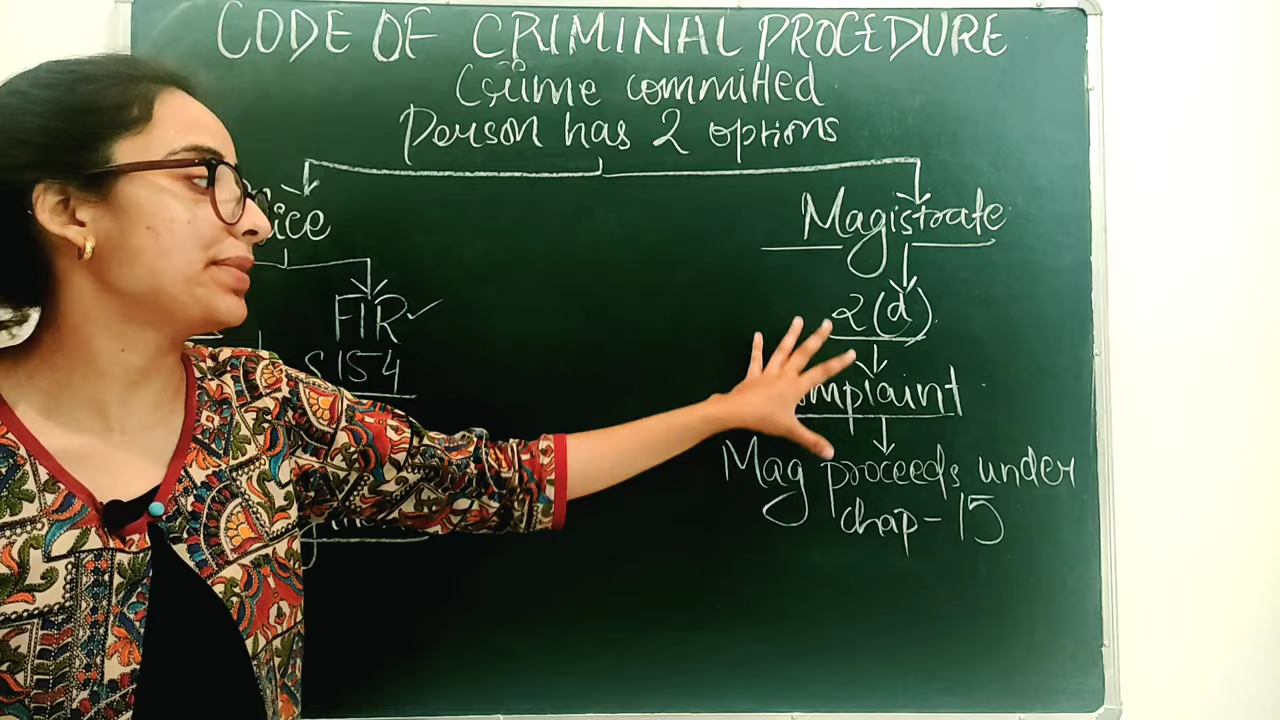 CODE OF CRIMINAL PROCEDURE
Crime committed
Person has 2 options
Magistrate
FIR ✓
2(d)
S 154
Mag proceeds under
chap-15